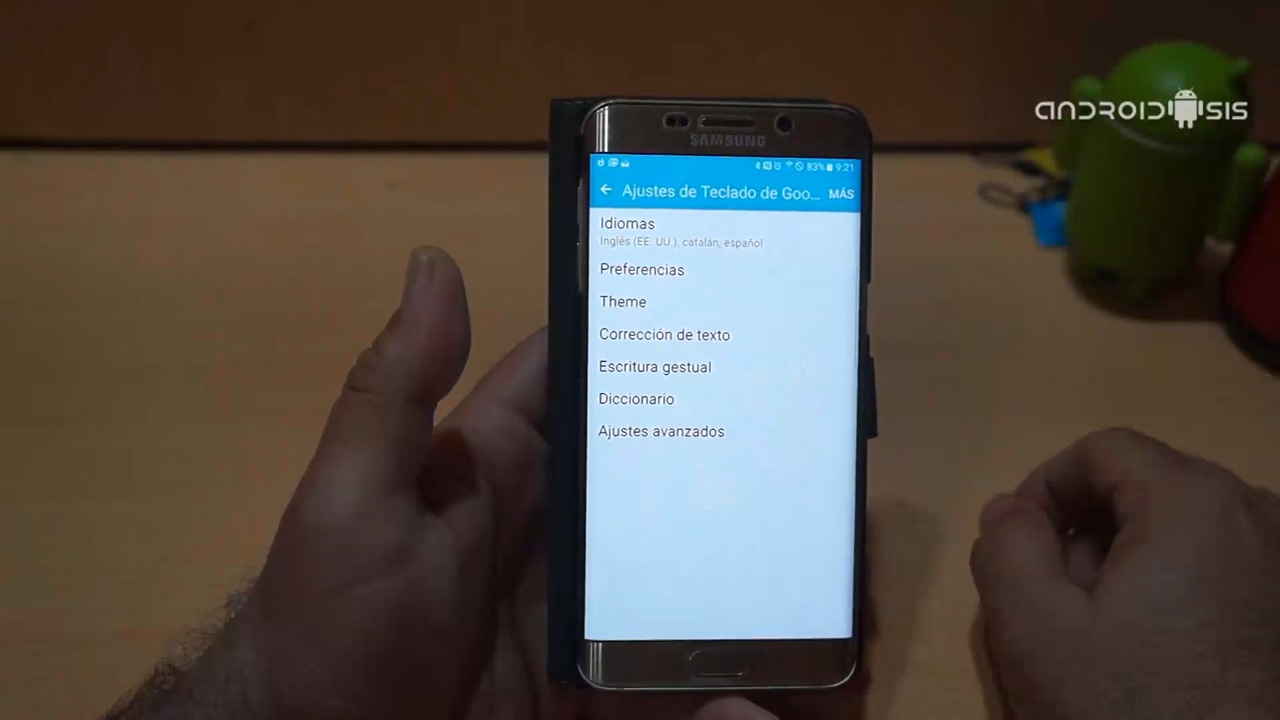 ANDROIDSIS
SAMSUNG
83% 9:21
Ajustes de Teclado de Goo... MÁS
Idiomas
Inglés (EE. UU.), catalán, español
Preferencias
Theme
Corrección de texto
Escritura gestual
Diccionario
Ajustes avanzados